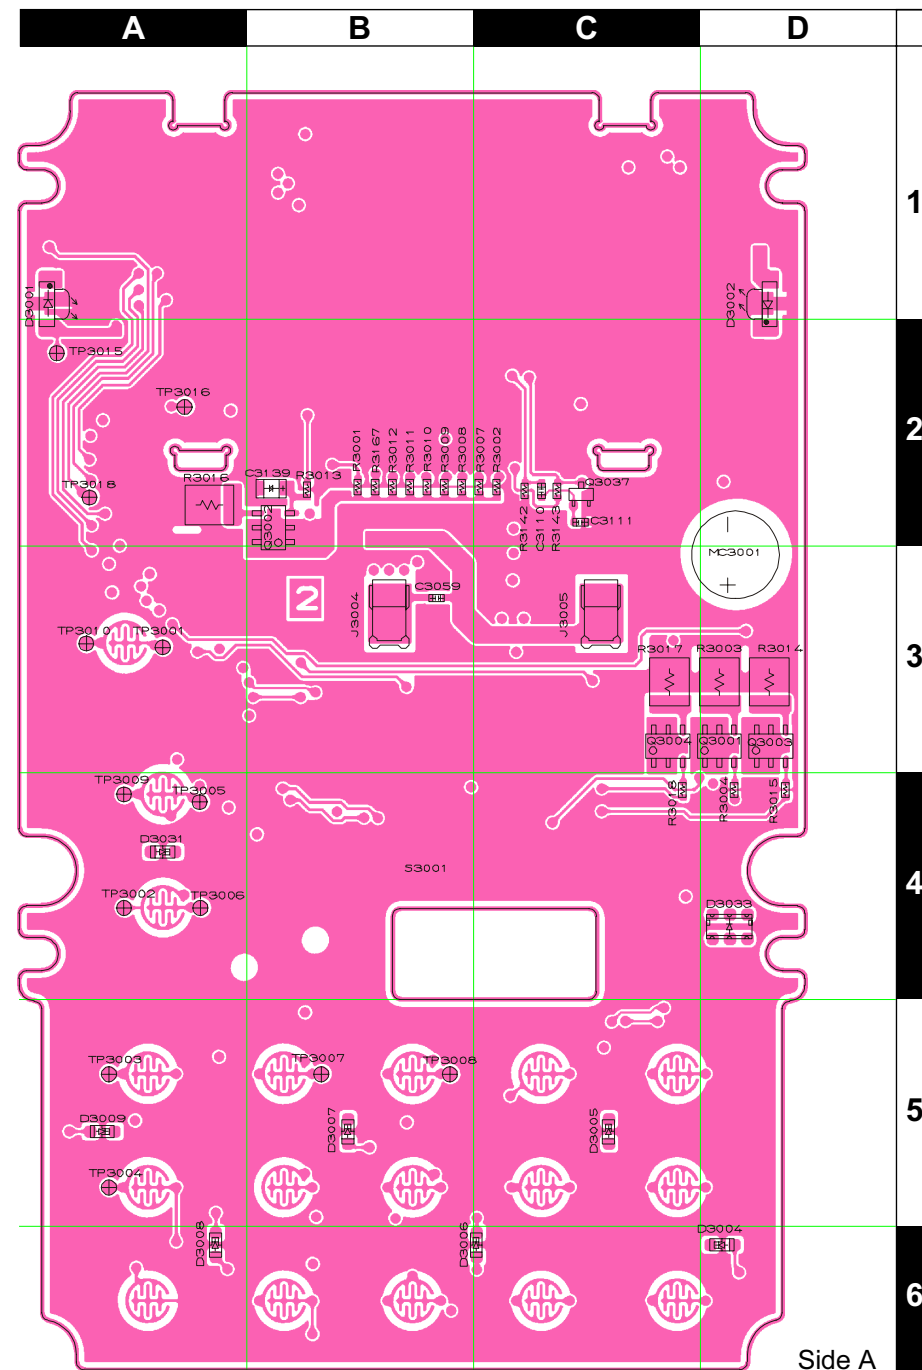 A B C D
1
D3001
D3002
TP3015
TP3016
2
R3001
R3167
R3012
R3011
R3010
R3009
R3008
R3007
R3002
R3016
C3139
R3013
Q3037
TP3018
Q3002
R3142
C3110
R3143
C3111
MC3001
2
C3059
J3004
J3005
TP3010
TP3001
3
R3017
R3003
R3014
Q3004
Q3001
Q3003
TP3009
TP3005
R3018
R3004
R3015
D3031
S3001
4
TP3002
TP3006
D3033
TP3003
TP3007
TP3008
5
D3009
D3007
D3005
TP3004
D3008
D3006
D3004
6
Side A